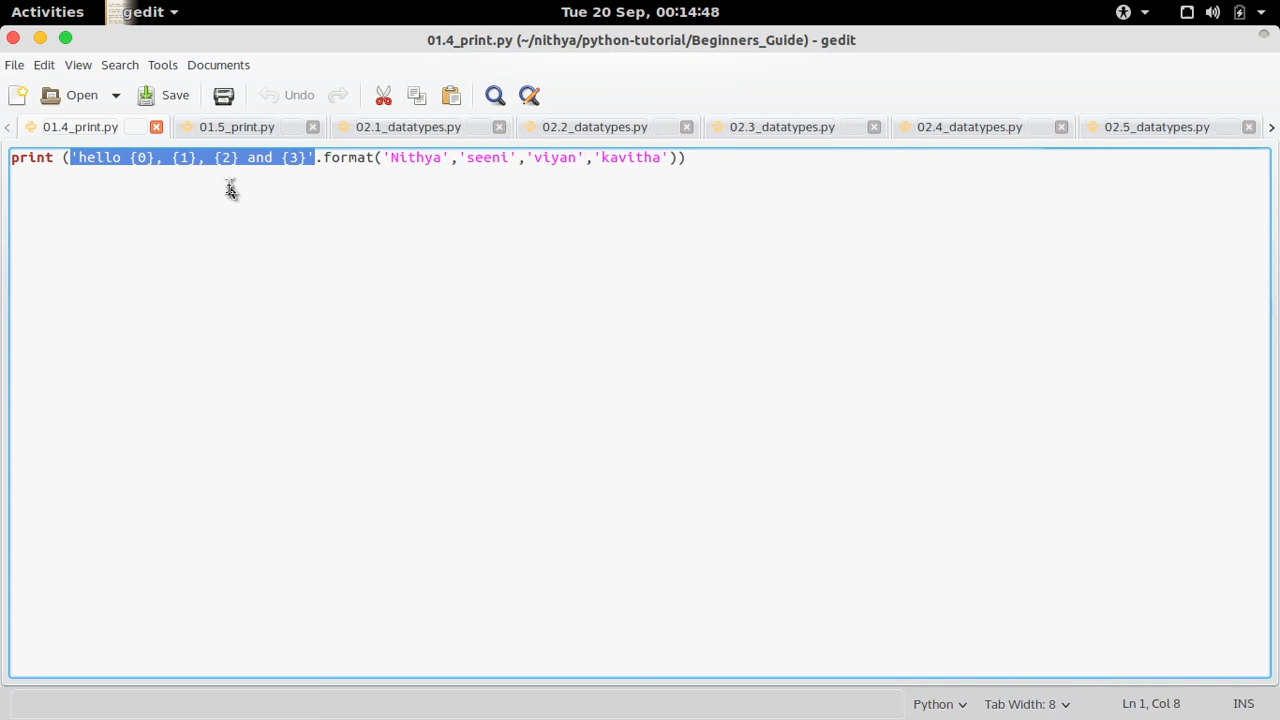 Activities gedit Tue 20 Sep, 00:14:48
01.4_print.py (~/nithya/python-tutorial/Beginners_Guide) - gedit
File Edit View Search Tools Documents
Open Save Undo
01.4_print.py 01.5_print.py 02.1_datatypes.py 02.2_datatypes.py 02.3_datatypes.py 02.4_datatypes.py 02.5_datatypes.py
print ('hello {0}, {1}, {2} and {3}'.format('Nithya','seeni','viyan','kavitha'))
Python Tab Width: 8 Ln 1, Col 8 INS